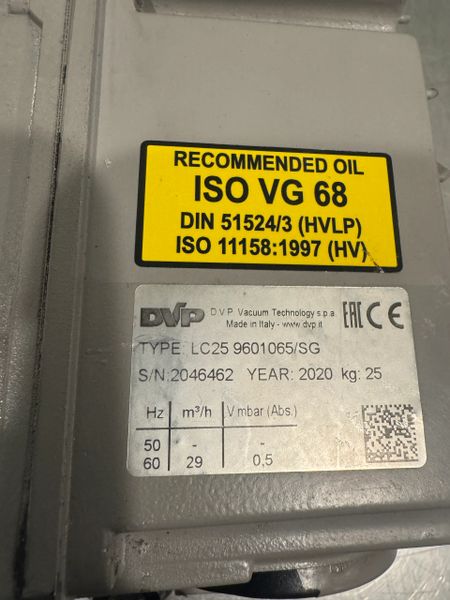 RECOMMENDED OIL
ISO VG 68
DIN 51524/3 (HVLP)
ISO 11158:1997 (HV)
DVP D.V.P. Vacuum Technology s.p.a. EAC CE
Made in Italy - www.dvp.it
TYPE: LC25 9601065/SG
S/N:2046462 YEAR: 2020 kg: 25
Hz m³/h V mbar (Abs.)
50 - -
60 29 0,5